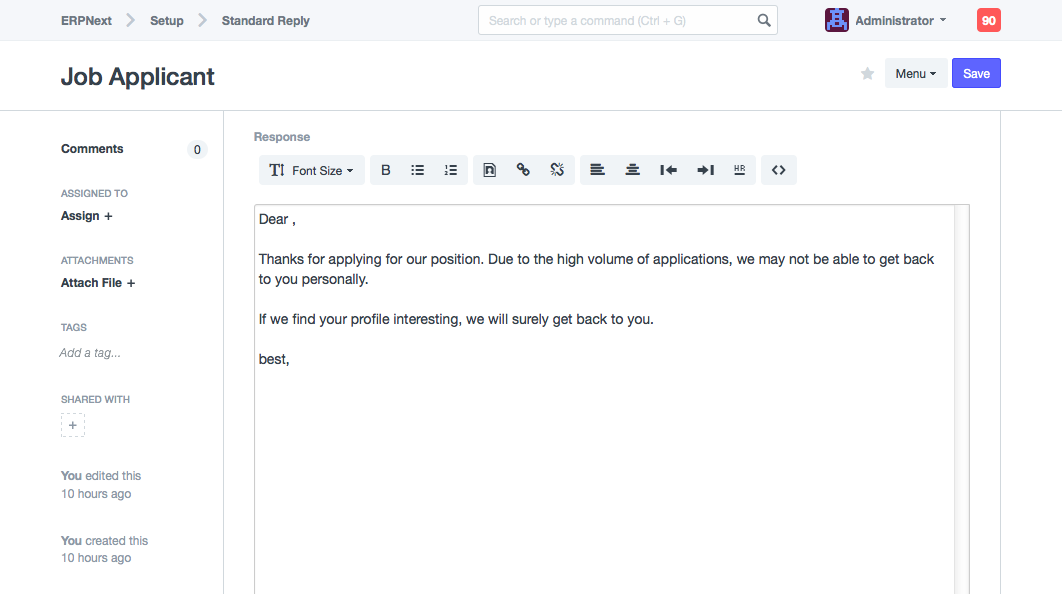 ERPNext Setup Standard Reply Search or type a command (Ctrl + G) Administrator 90
Job Applicant Menu Save
Comments 0
ASSIGNED TO
Assign +
ATTACHMENTS
Attach File +
TAGS
Add a tag...
SHARED WITH
+
You edited this
10 hours ago
You created this
10 hours ago
Response
Font Size B HR <>
Dear ,
Thanks for applying for our position. Due to the high volume of applications, we may not be able to get back
to you personally.
If we find your profile interesting, we will surely get back to you.
best,